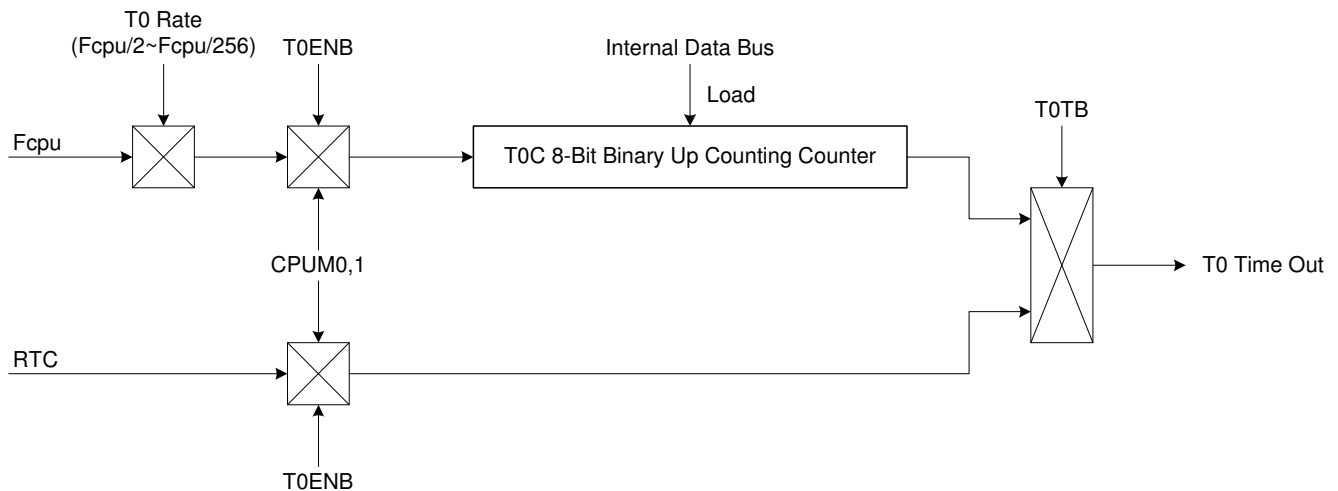 T0 Rate
(Fcpu/2~Fcpu/256)
T0ENB
Internal Data Bus
Load
T0TB
Fcpu
T0C 8-Bit Binary Up Counting Counter
CPUM0,1
T0 Time Out
RTC
T0ENB